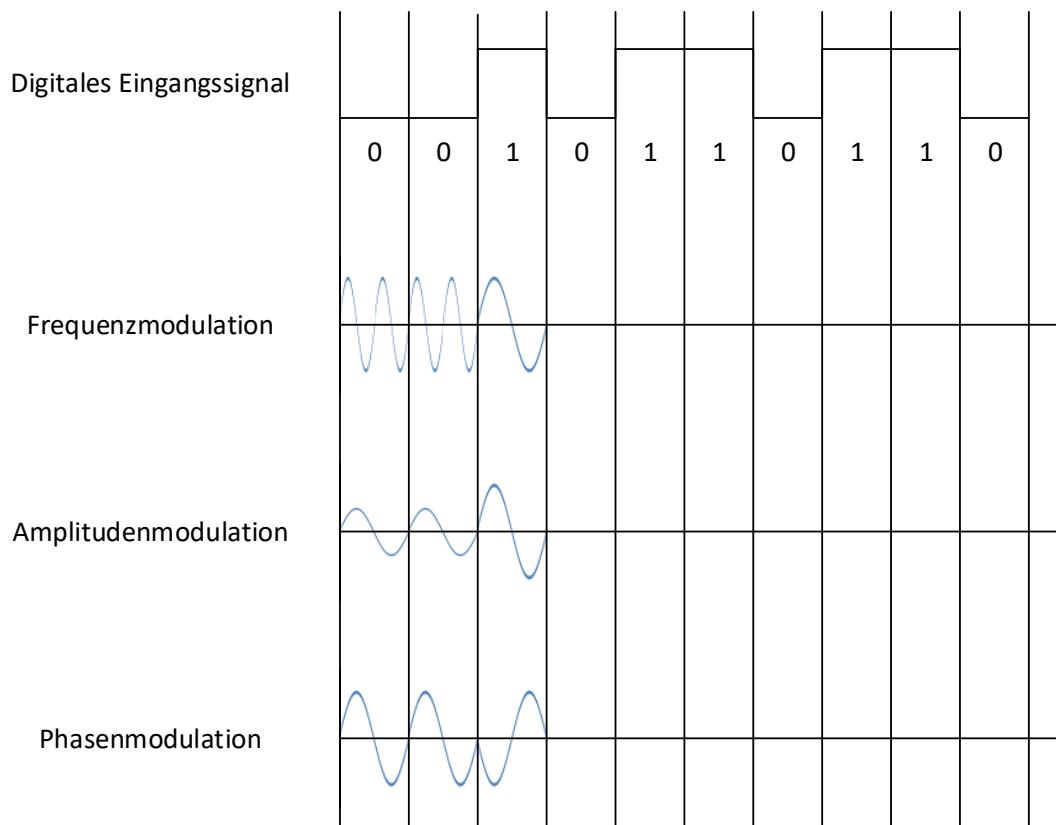 Digitales Eingangssignal
0 0 1 0 1 1 0 1 1 0
Frequenzmodulation
Amplitudenmodulation
Phasenmodulation